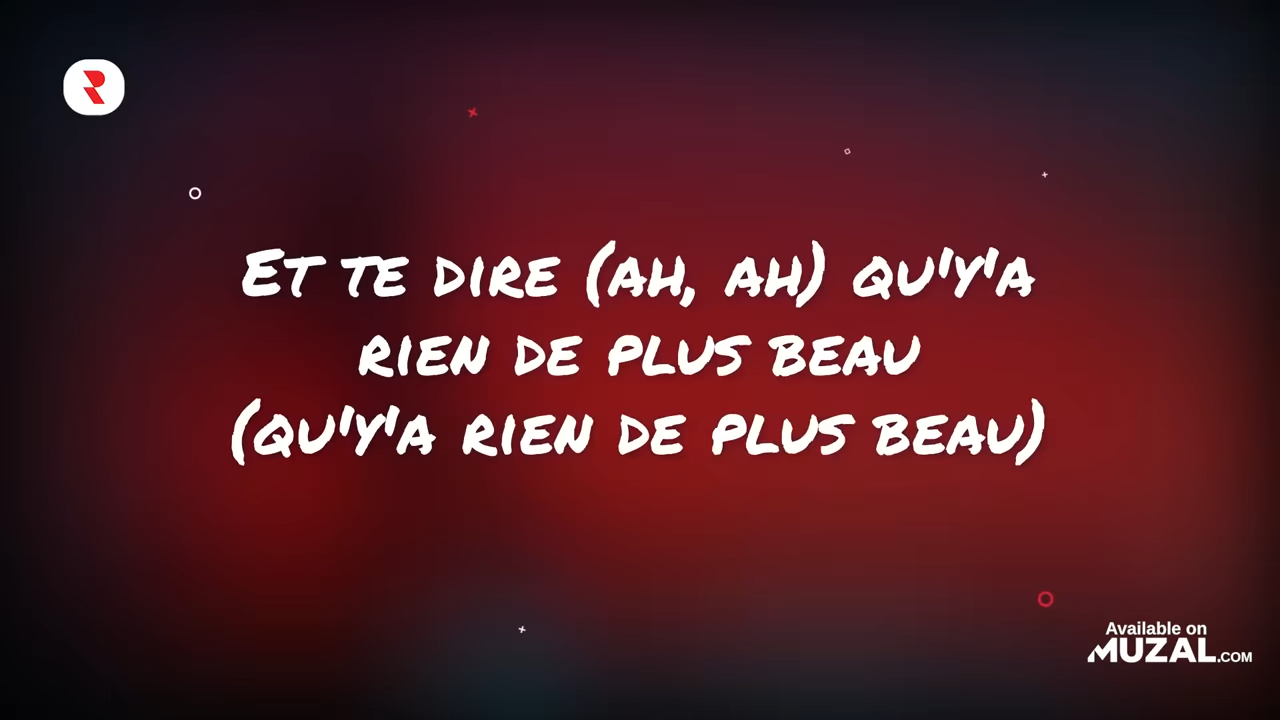 Et te dire (ah, ah) qu'y'a
rien de plus beau
(qu'y'a rien de plus beau)
Available on
MUZAL.COM